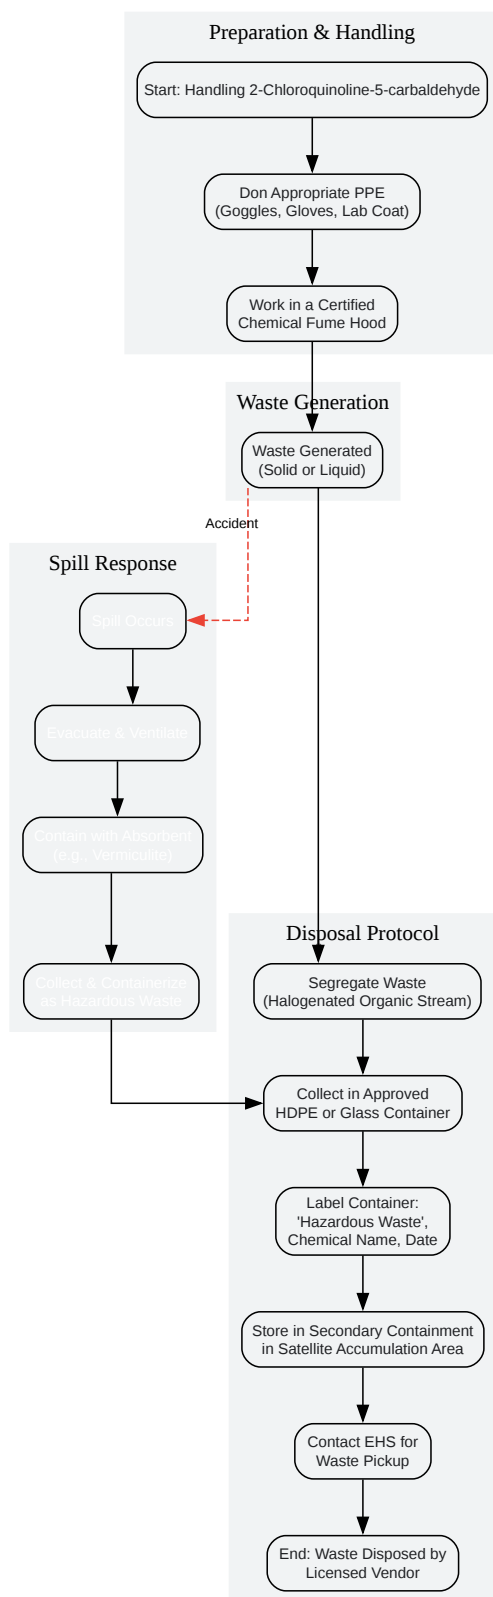 Preparation & Handling
Start: Handling 2-Chloroquinoline-5-carbaldehyde
Don Appropriate PPE
(Goggles, Gloves, Lab Coat)
Work in a Certified
Chemical Fume Hood
Waste Generation
Waste Generated
(Solid or Liquid)
Accident
Spill Response
Spill Occurs
Evacuate & Ventilate
Contain with Absorbent
(e.g., Vermiculite)
Collect & Containerize
as Hazardous Waste
Disposal Protocol
Segregate Waste
(Halogenated Organic Stream)
Collect in Approved
HDPE or Glass Container
Label Container:
'Hazardous Waste',
Chemical Name, Date
Store in Secondary Containment
in Satellite Accumulation Area
Contact EHS for
Waste Pickup
End: Waste Disposed by
Licensed Vendor